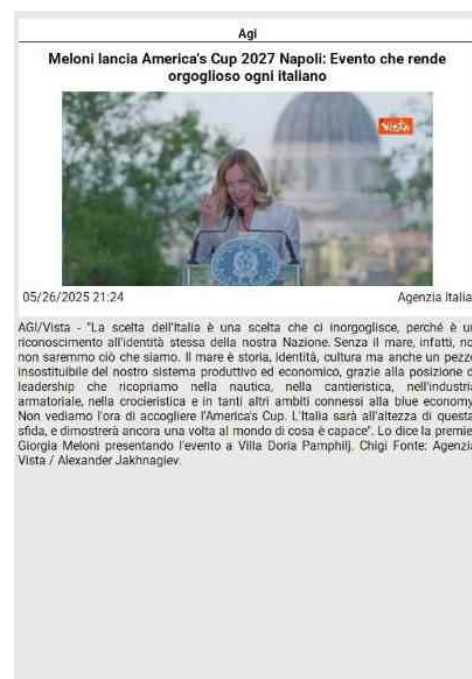 Agi
Meloni lancia America's Cup 2027 Napoli: Evento che rende
orgoglioso ogni italiano
Vista
05/26/2025 21:24
Agenzia Italia
AGI/Vista - "La scelta dell'Italia è una scelta che ci inorgoglisce, perché è u
riconoscimento all'identità stessa della nostra Nazione. Senza il mare, infatti, no
non saremmo ciò che siamo. Il mare è storia, identità, cultura ma anche un pezz
insostituibile del nostro sistema produttivo ed economico, grazie alla posizione d
leadership che ricopriamo nella nautica, nella cantieristica, nell'industri
armatoriale, nella crocieristica e in tanti altri ambiti connessi alla blue economy
Non vediamo l'ora di accogliere l'America's Cup. L'Italia sarà all'altezza di questa
sfida, e dimostrerà ancora una volta al mondo di cosa è capace". Lo dice la premie
Giorgia Meloni presentando l'evento a Villa Doria Pamphilj. Chigi Fonte: Agenzia
Vista / Alexander Jakhnagiev.